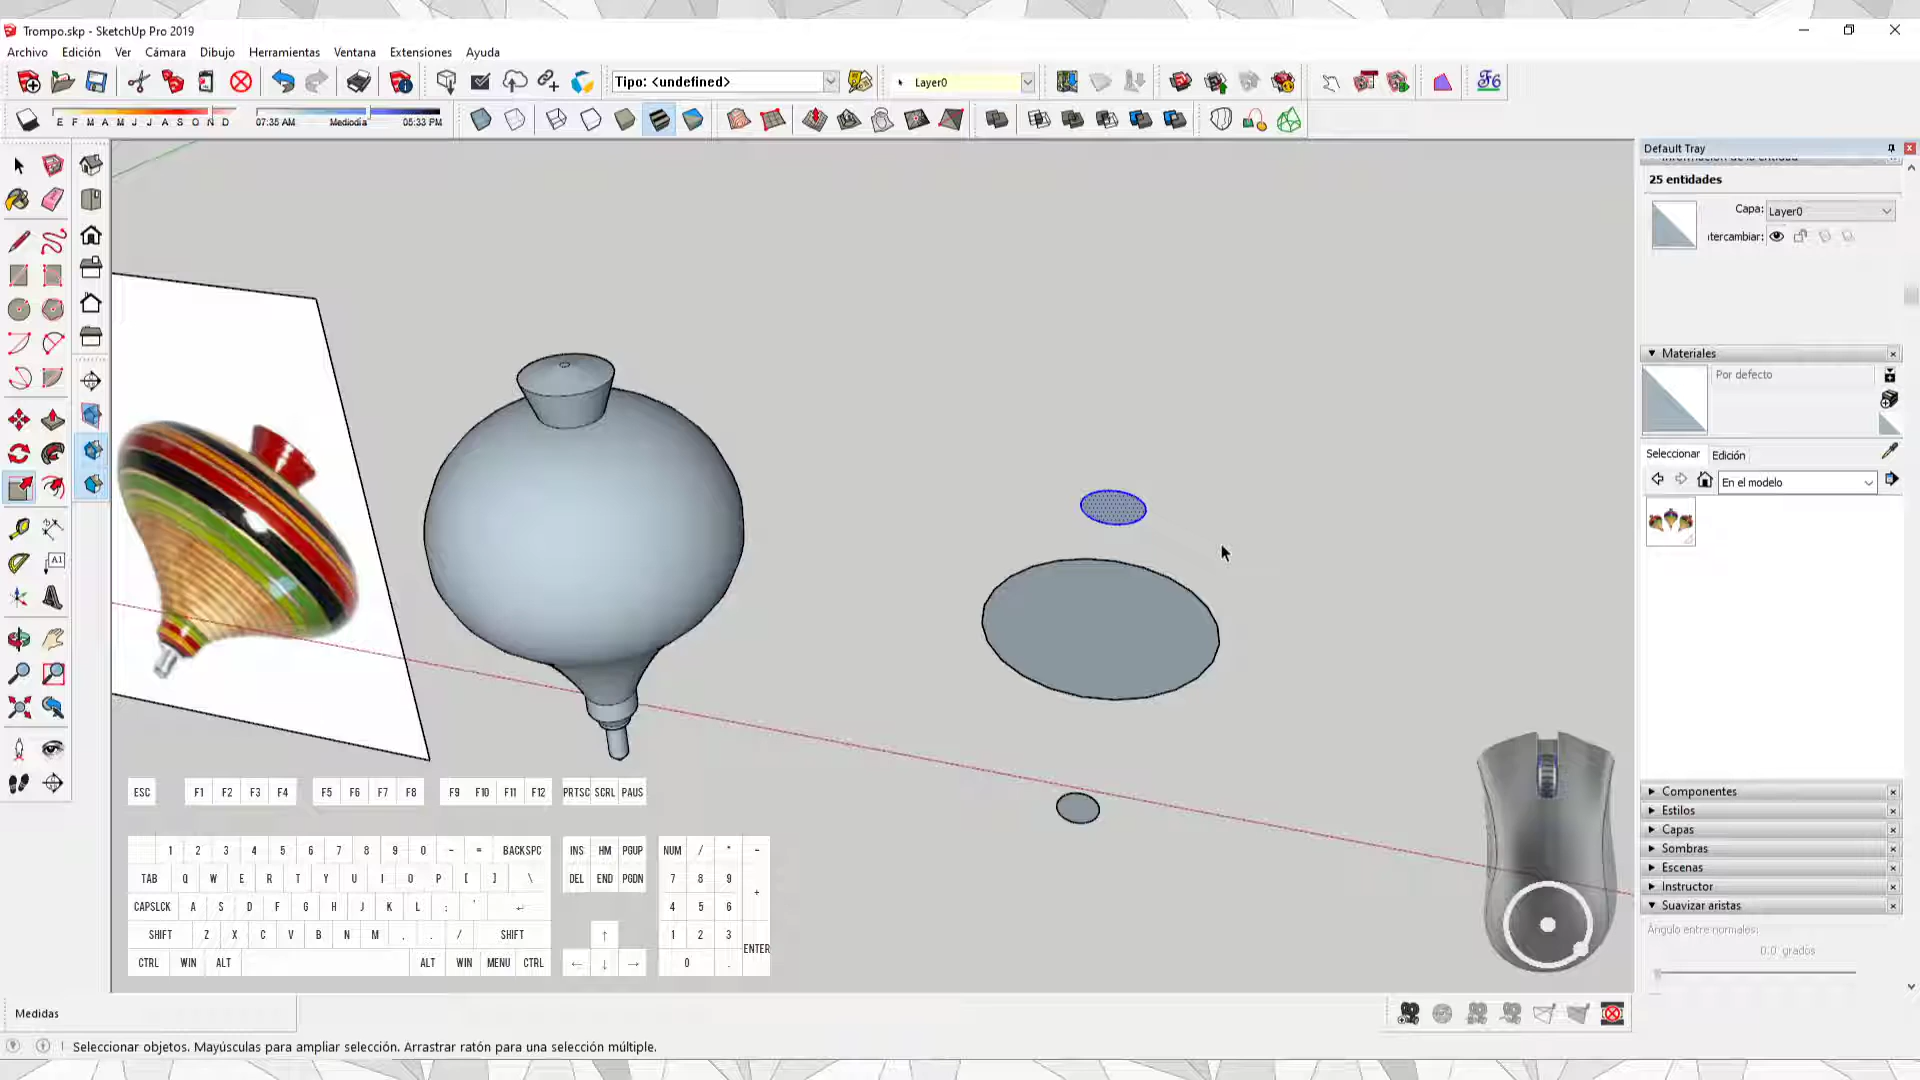 Trompo.skp - SketchUp Pro 2019
Archivo Edición Ver Cámara Dibujo Herramientas Ventana Extensiones Ayuda
Tipo: <undefined>
Layer0
E F M A M J J A S O N D
07:35 AM Mediodía 05:33 PM
Default Tray
25 entidades
Capa: Layer0
ntercambiar:
Materiales
Por defecto
Seleccionar Edición
En el modelo
Componentes
Estilos
Capas
Sombras
Escenas
Instructor
Suavizar aristas
Ángulo entre normales:
0.0 grados
ESC F1 F2 F3 F4 F5 F6 F7 F8 F9 F10 F11 F12 PRTSC SCRL PAUS
1 2 3 4 5 6 7 8 9 0 - = BACKSPC INS HM PGUP NUM / * -
TAB Q W E R T Y U I O P [ ] \ DEL END PGDN 7 8 9 +
CAPSLCK A S D F G H J K L ; ' ↵ 4 5 6
SHIFT Z X C V B N M , . / SHIFT ↑ 1 2 3 ENTER
CTRL WIN ALT ALT WIN MENU CTRL ← ↓ → 0 .
Medidas
Seleccionar objetos. Mayúsculas para ampliar selección. Arrastrar ratón para una selección múltiple.